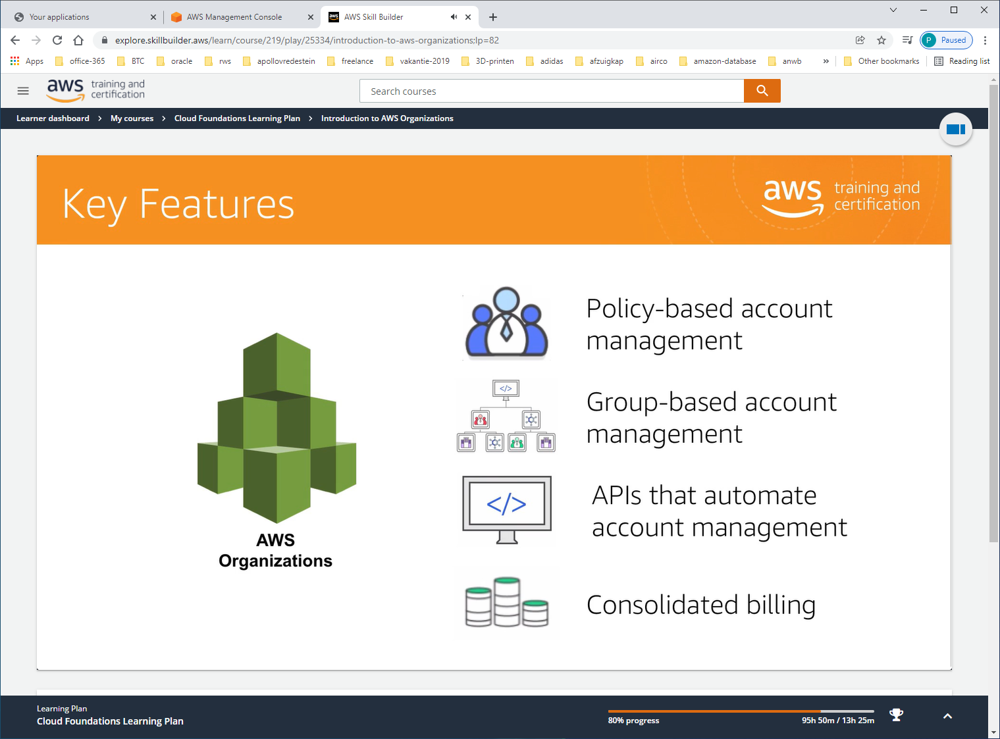 Your applications
AWS Management Console
aws
AWS Skill Builder
explore.skillbuilder.aws/learn/course/219/play/25334/introduction-to-aws-organizations;lp=82
P Paused
Apps office-365 BTC oracle rws apollovredestein freelance vakantie-2019 3D-printen adidas afzuigkap airco amazon-database anwb » Other bookmarks Reading list
aws training and
certification
Search courses
Learner dashboard > My courses > Cloud Foundations Learning Plan > Introduction to AWS Organizations
Key Features
aws training and
certification
Policy-based account
management
</>
Group-based account
management
</>
APIs that automate
account management
AWS
Organizations
Consolidated billing
Learning Plan
Cloud Foundations Learning Plan
80% progress
95h 50m / 13h 25m